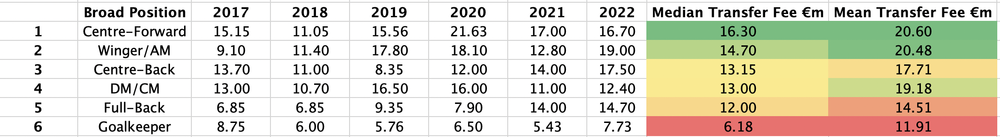 Broad Position 2017 2018 2019 2020 2021 2022 Median Transfer Fee €m Mean Transfer Fee €m
1 Centre-Forward 15.15 11.05 15.56 21.63 17.00 16.70 16.30 20.60
2 Winger/AM 9.10 11.40 17.80 18.10 12.80 19.00 14.70 20.48
3 Centre-Back 13.70 11.00 8.35 12.00 14.00 17.50 13.15 17.71
4 DM/CM 13.00 10.70 16.50 16.00 11.00 12.40 13.00 19.18
5 Full-Back 6.85 6.85 9.35 7.90 14.00 14.70 12.00 14.51
6 Goalkeeper 8.75 6.00 5.76 6.50 5.43 7.73 6.18 11.91